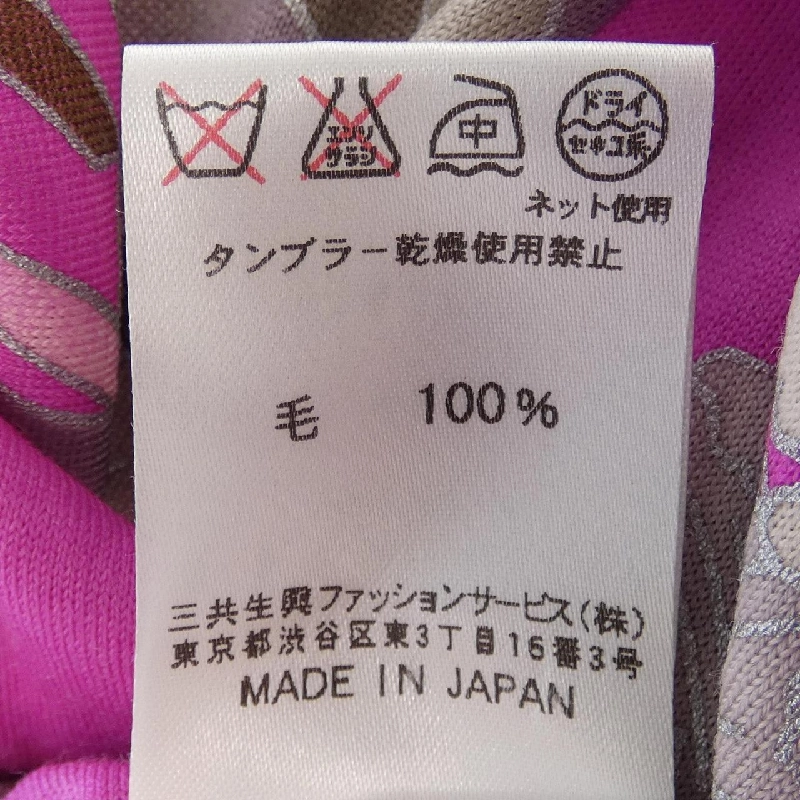 エンソ
サラシ
中
ドライ
セキユ系
ネット使用
タンブラー乾燥使用禁止
毛 100%
三共生興ファッションサービス(株)
東京都渋谷区東3丁目16番3号
MADE IN JAPAN